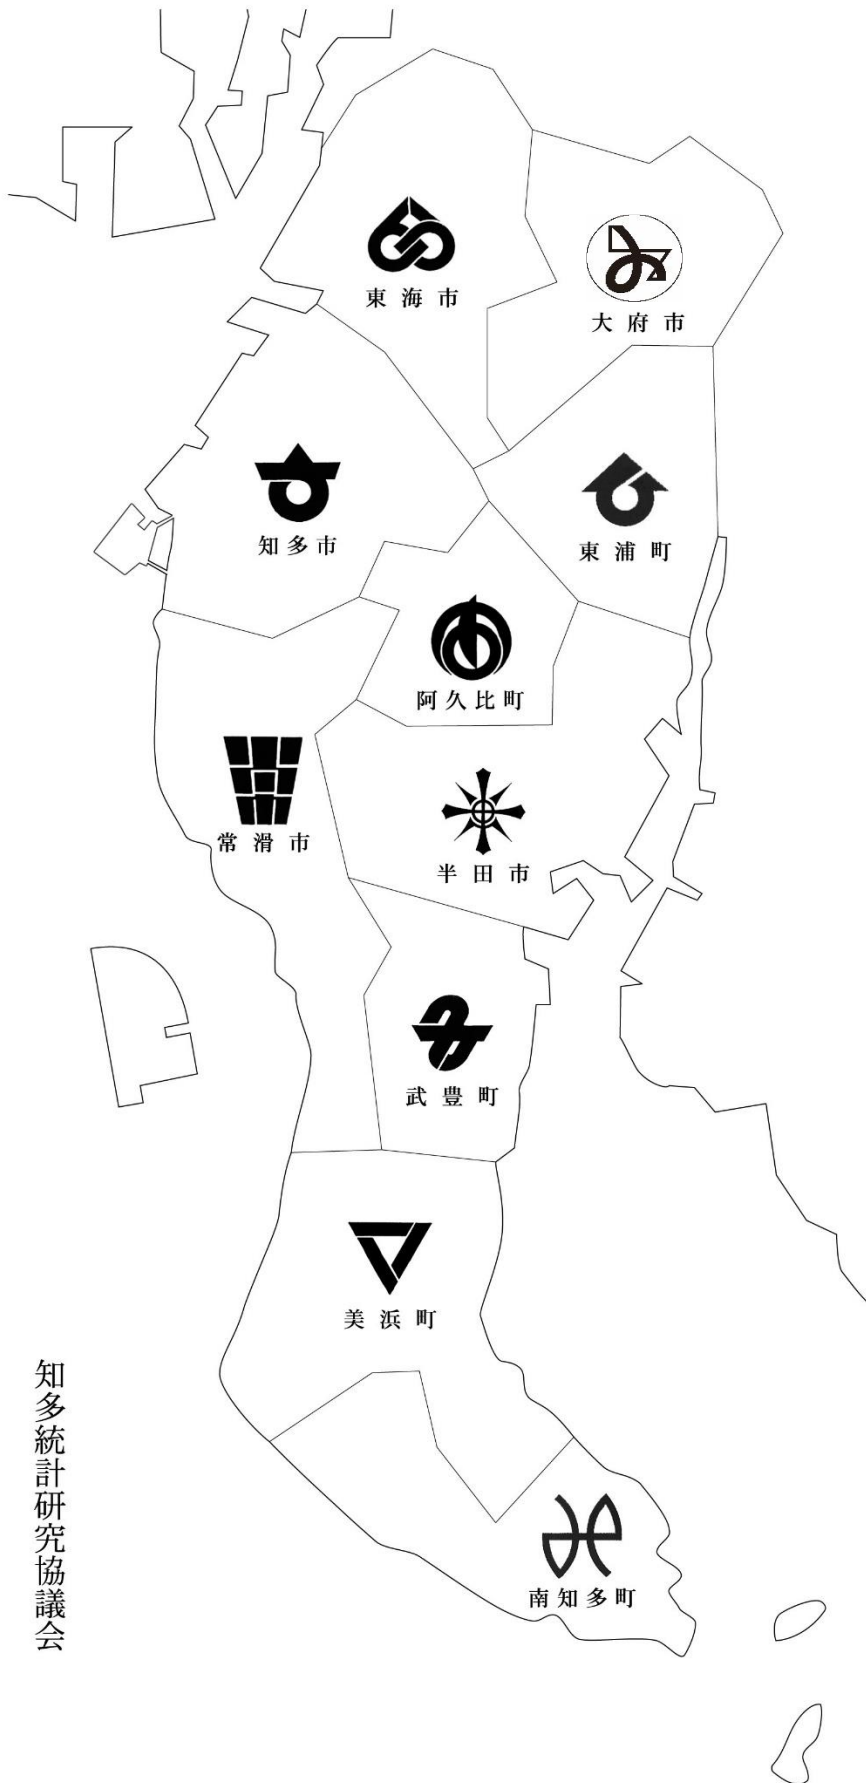 東海市
大府市
知多市
東浦町
阿久比町
常滑市
半田市
武豊町
美浜町
知多統計研究協議会
南知多町